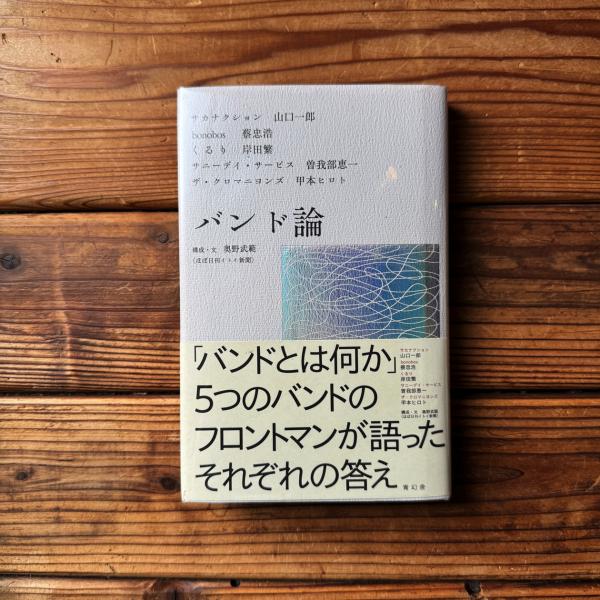 サカナクション 山口一郎
bonobos 蔡忠浩
くるり 岸田繁
サニーデイ・サービス 曽我部恵一
ザ・クロマニヨンズ 甲本ヒロト
バンド論
構成・文 奥野武範
(ほぼ日刊イトイ新聞)
「バンドとは何か」
5つのバンドの
フロントマンが語った
それぞれの答え
サカナクション
山口一郎
bonobos
蔡忠浩
くるり
岸田繁
サニーデイ・サービス
曽我部恵一
ザ・クロマニヨンズ
甲本ヒロト
構成・文 奥野武範
(ほぼ日刊イトイ新聞)
青幻舎